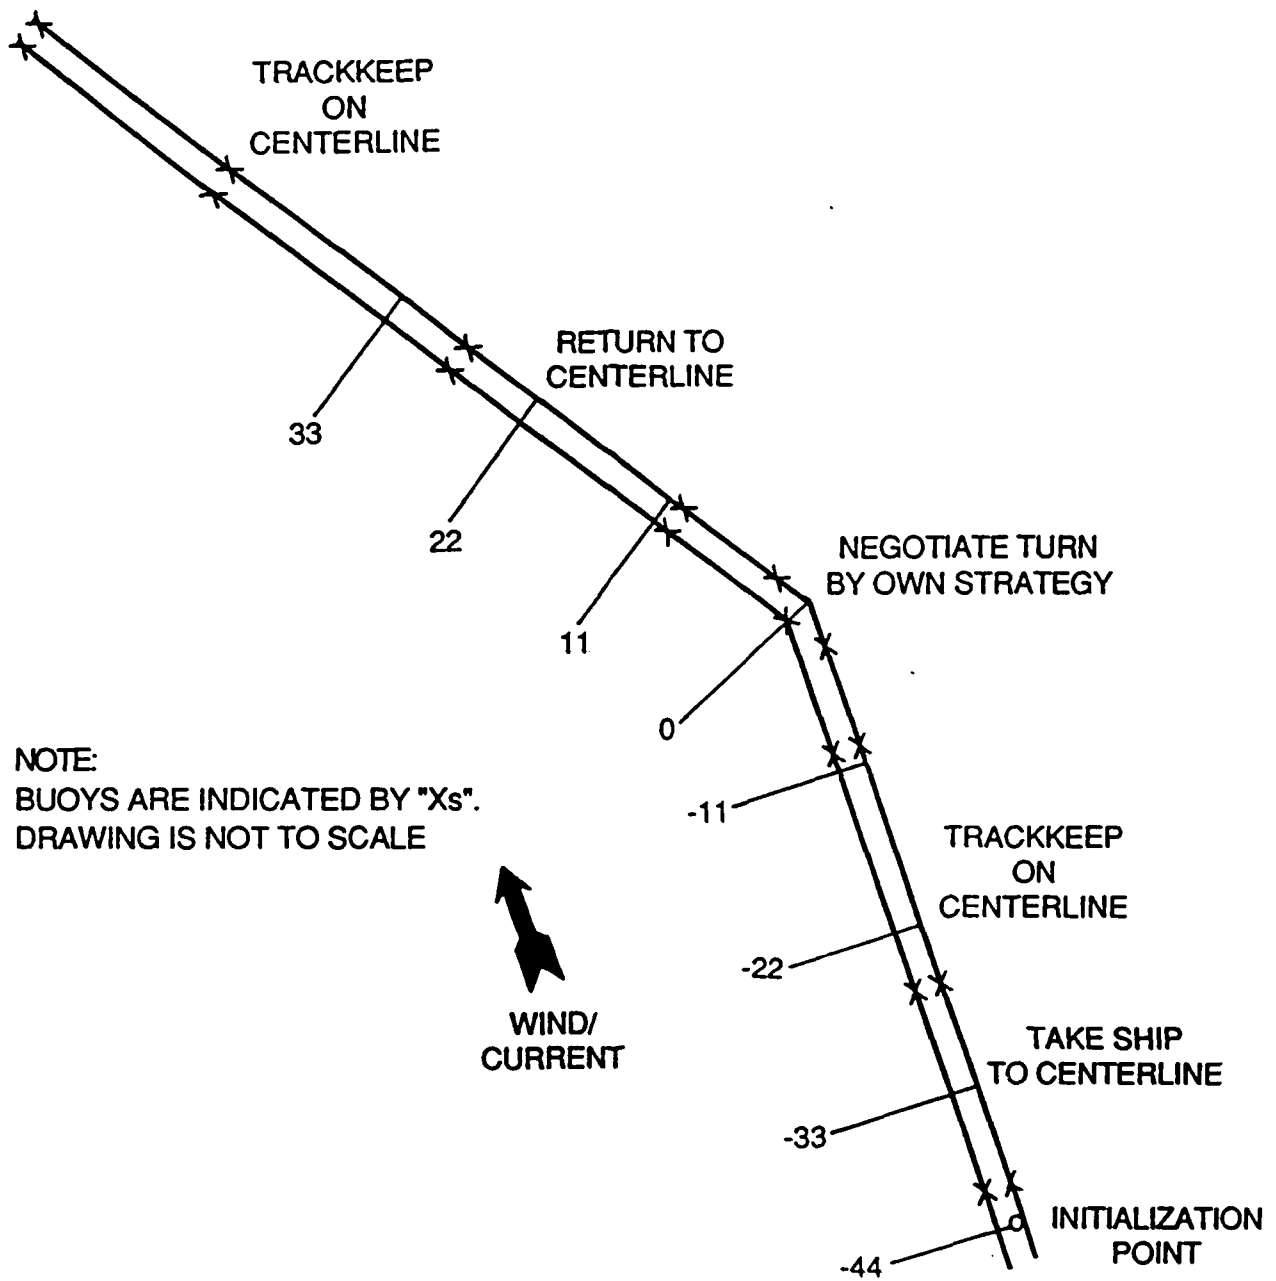 TRACKKEEP
ON
CENTERLINE
RETURN TO
CENTERLINE
33
22
11
NEGOTIATE TURN
BY OWN STRATEGY
0
NOTE:
BUOYS ARE INDICATED BY "Xs".
DRAWING IS NOT TO SCALE
-11
TRACKKEEP
ON
CENTERLINE
-22
WIND/
CURRENT
TAKE SHIP
TO CENTERLINE
-33
INITIALIZATION
POINT
-44